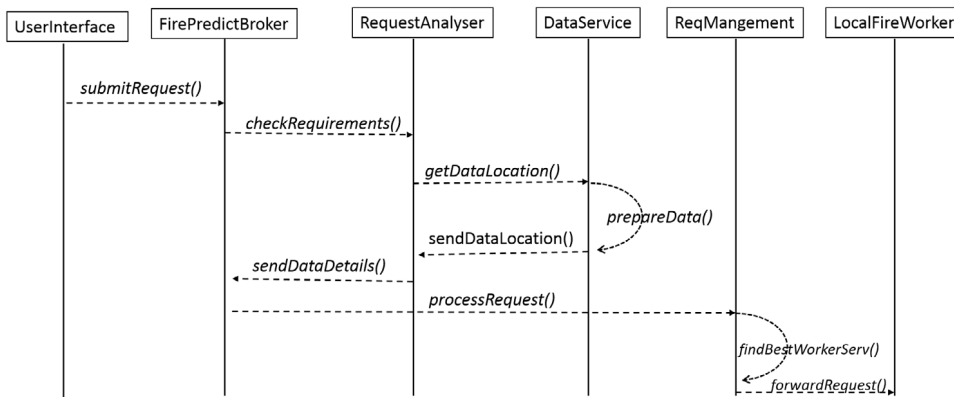 UserInterface
FirePredictBroker
RequestAnalyser
DataService
ReqMangement
LocalFireWorker
submitRequest()
checkRequirements()
getDataLocation()
prepareData()
sendDataLocation()
sendDataDetails()
processRequest()
findBestWorkerServ()
forwardRequest()